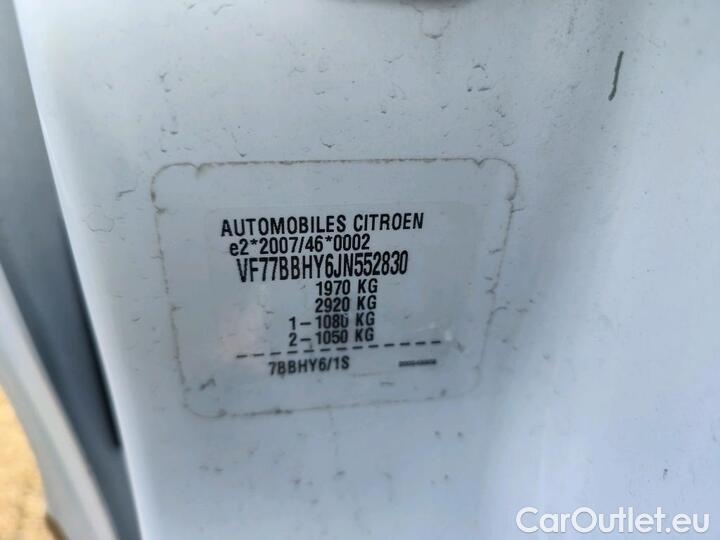 AUTOMOBILES CITROEN
e2*2007/46*0002
VF77BBHY6JN552830
1970 KG
2920 KG
1-1080 KG
2-1050 KG
7BBHY6/1S
CarOutlet.eu